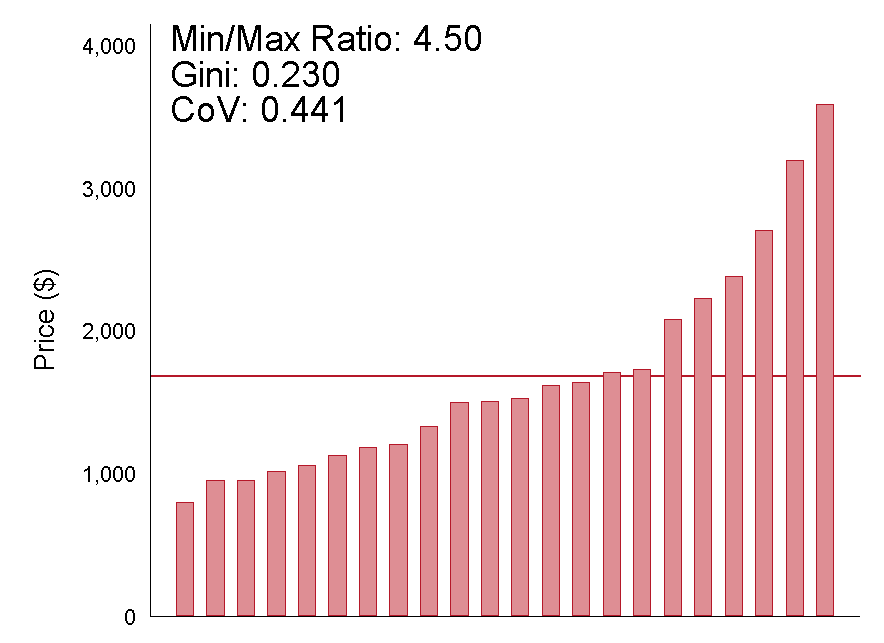 Min/Max Ratio: 4.50
Gini: 0.230
CoV: 0.441
Price ($)
4,000
3,000
2,000
1,000
0